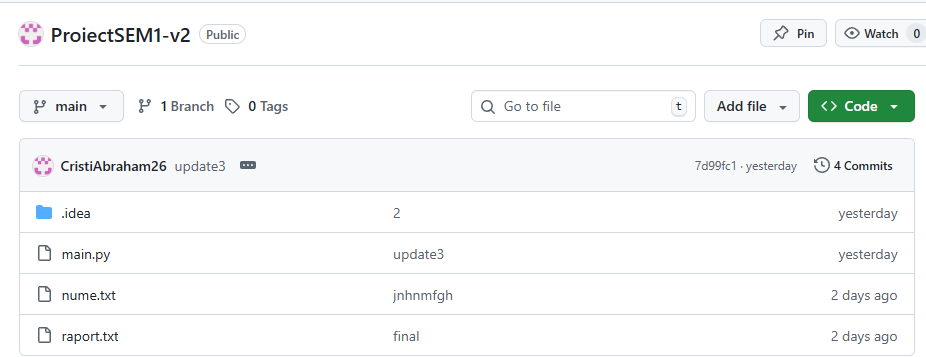 ProiectSEM1-v2 Public Pin Watch 0
main 1 Branch 0 Tags Go to file t Add file Code
CristiAbraham26 update3 7d99fc1 · yesterday 4 Commits
.idea 2 yesterday
main.py update3 yesterday
nume.txt jnhnmfgh 2 days ago
raport.txt final 2 days ago